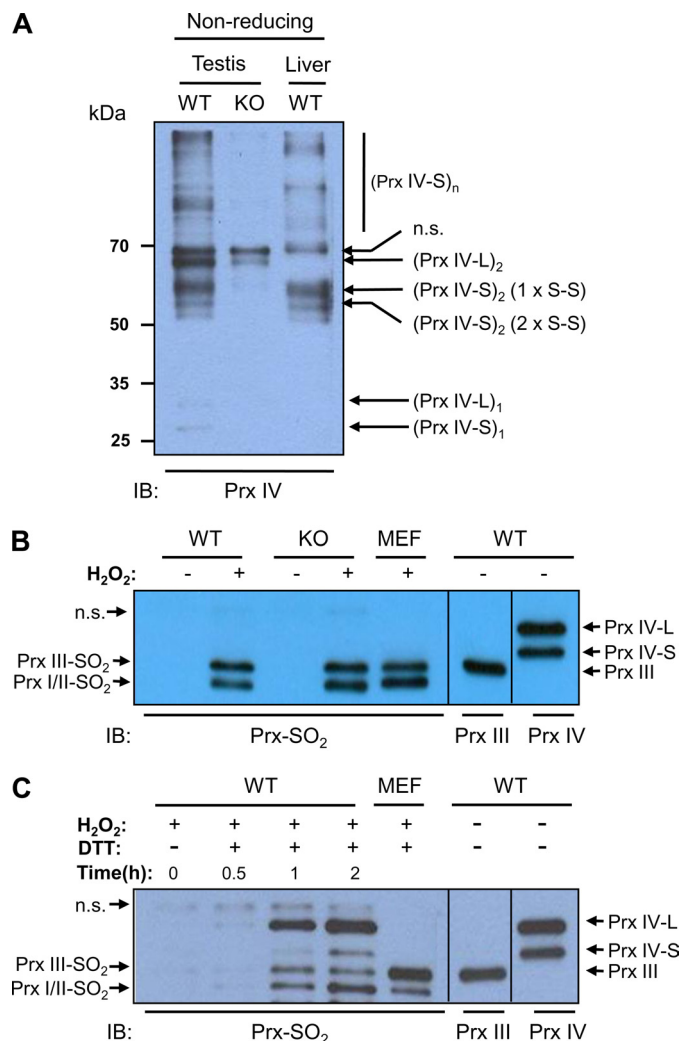 A
Non-reducing
Testis Liver
WT KO WT
kDa
70
50
35
25
(Prx IV-S)n
n.s.
(Prx IV-L)2
(Prx IV-S)2 (1 x S-S)
(Prx IV-S)2 (2 x S-S)
(Prx IV-L)1
(Prx IV-S)1
IB: Prx IV
B
WT KO MEF WT
H2O2: - + - + + - -
n.s.
Prx III-SO2
Prx I/II-SO2
Prx IV-L
Prx IV-S
Prx III
IB: Prx-SO2 Prx III Prx IV
C
WT MEF WT
H2O2: + + + + + - -
DTT: - + + + + - -
Time(h): 0 0.5 1 2
n.s.
Prx III-SO2
Prx I/II-SO2
Prx IV-L
Prx IV-S
Prx III
IB: Prx-SO2 Prx III Prx IV